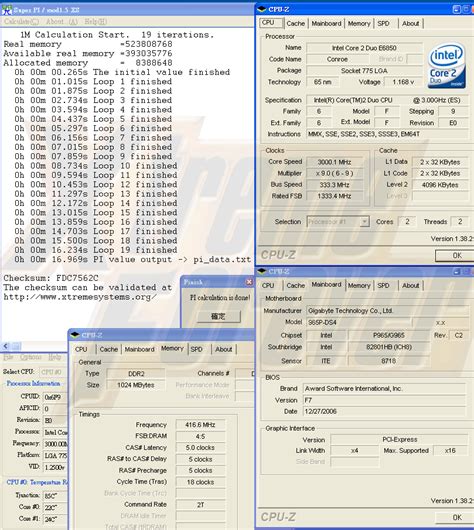 Super PI / mod1.5 XS
Calculate(C) About(A) Help(H)
1M Calculation Start. 19 iterations.
Real memory =523808768
Available real memory =393035776
Allocated memory = 8388648
0h 00m 00.265s The initial value finished
0h 00m 01.015s Loop 1 finished
0h 00m 01.875s Loop 2 finished
0h 00m 02.734s Loop 3 finished
0h 00m 03.594s Loop 4 finished
0h 00m 04.437s Loop 5 finished
0h 00m 05.297s Loop 6 finished
0h 00m 06.156s Loop 7 finished
0h 00m 07.015s Loop 8 finished
0h 00m 07.859s Loop 9 finished
0h 00m 08.719s Loop 10 finished
0h 00m 09.578s Loop 11 finished
0h 00m 10.453s Loop 12 finished
0h 00m 11.297s Loop 13 finished
0h 00m 12.140s Loop 14 finished
0h 00m 13.000s Loop 15 finished
0h 00m 13.859s Loop 16 finished
0h 00m 14.703s Loop 17 finished
0h 00m 15.500s Loop 18 finished
0h 00m 16.234s Loop 19 finished
0h 00m 16.969s PI value output -> pi_data.txt
Checksum: FDC7562C
The checksum can be validated at
http://www.xtremesystems.org/
Finish
PI calculation is done!
確定
CPU-Z
CPU Cache Mainboard Memory SPD About
Processor
Name Intel Core 2 Duo E6850
Code Name Conroe Brand ID
Package Socket 775 LGA
Technology 65 nm Voltage 1.168 v
intel Core 2 Duo
Specification Intel(R) Core(TM)2 Duo CPU @ 3.00GHz (ES)
Family 6 Model F Stepping 9
Ext. Family 6 Ext. Model F Revision E0
Instructions MMX, SSE, SSE2, SSE3, SSSE3, EM64T
Clocks
Core Speed 3000.1 MHz
Multiplier x 9.0 ( 6 - 9 )
Bus Speed 333.3 MHz
Rated FSB 1333.4 MHz
Cache
L1 Data 2 x 32 KBytes
L1 Code 2 x 32 KBytes
Level 2 4096 KBytes
Selection Processor #1 Cores 2 Threads 2
Version 1.38.2
CPU-Z OK
CPU-Z
CPU Cache Mainboard Memory SPD About
Motherboard
Manufacturer Gigabyte Technology Co., Ltd.
Model 965P-DS4 x.x
Chipset Intel P965/G965 Rev. C2
Southbridge Intel 82801HB (ICH8)
Sensor ITE 8718
BIOS
Brand Award Software International, Inc.
Version F7
Date 12/27/2006
Graphic Interface
Version PCI-Express
Link Width x4 Max. Supported x16
Side Band
Version 1.38.2
CPU-Z OK
CPU-Z
CPU Cache Mainboard Memory SPD About
General
Type DDR2 Channels #
Size 1024 MBytes Performance Mode
Bank Interleave
Timings
Frequency 416.6 MHz
FSB:DRAM 4:5
CAS# Latency 5.0 clocks
RAS# to CAS# Delay 5 clocks
RAS Precharge 5 clocks
Cycle Time (Tras) 18 clocks
Bank Cycle Time (Trc)
Command Rate 2T
DRAM Idle Timer
File Options Help
Select CPU: CPU #0
Processor Information
CPUID: 0x6F9
APICID: 0
Revision: E0
Processor: Intel Core
Frequency: 3000.00M
Platform: LGA 775
VID: 1.2500v
CPU #0: Temperature
Tjunction: 85C
Core #0: 22C